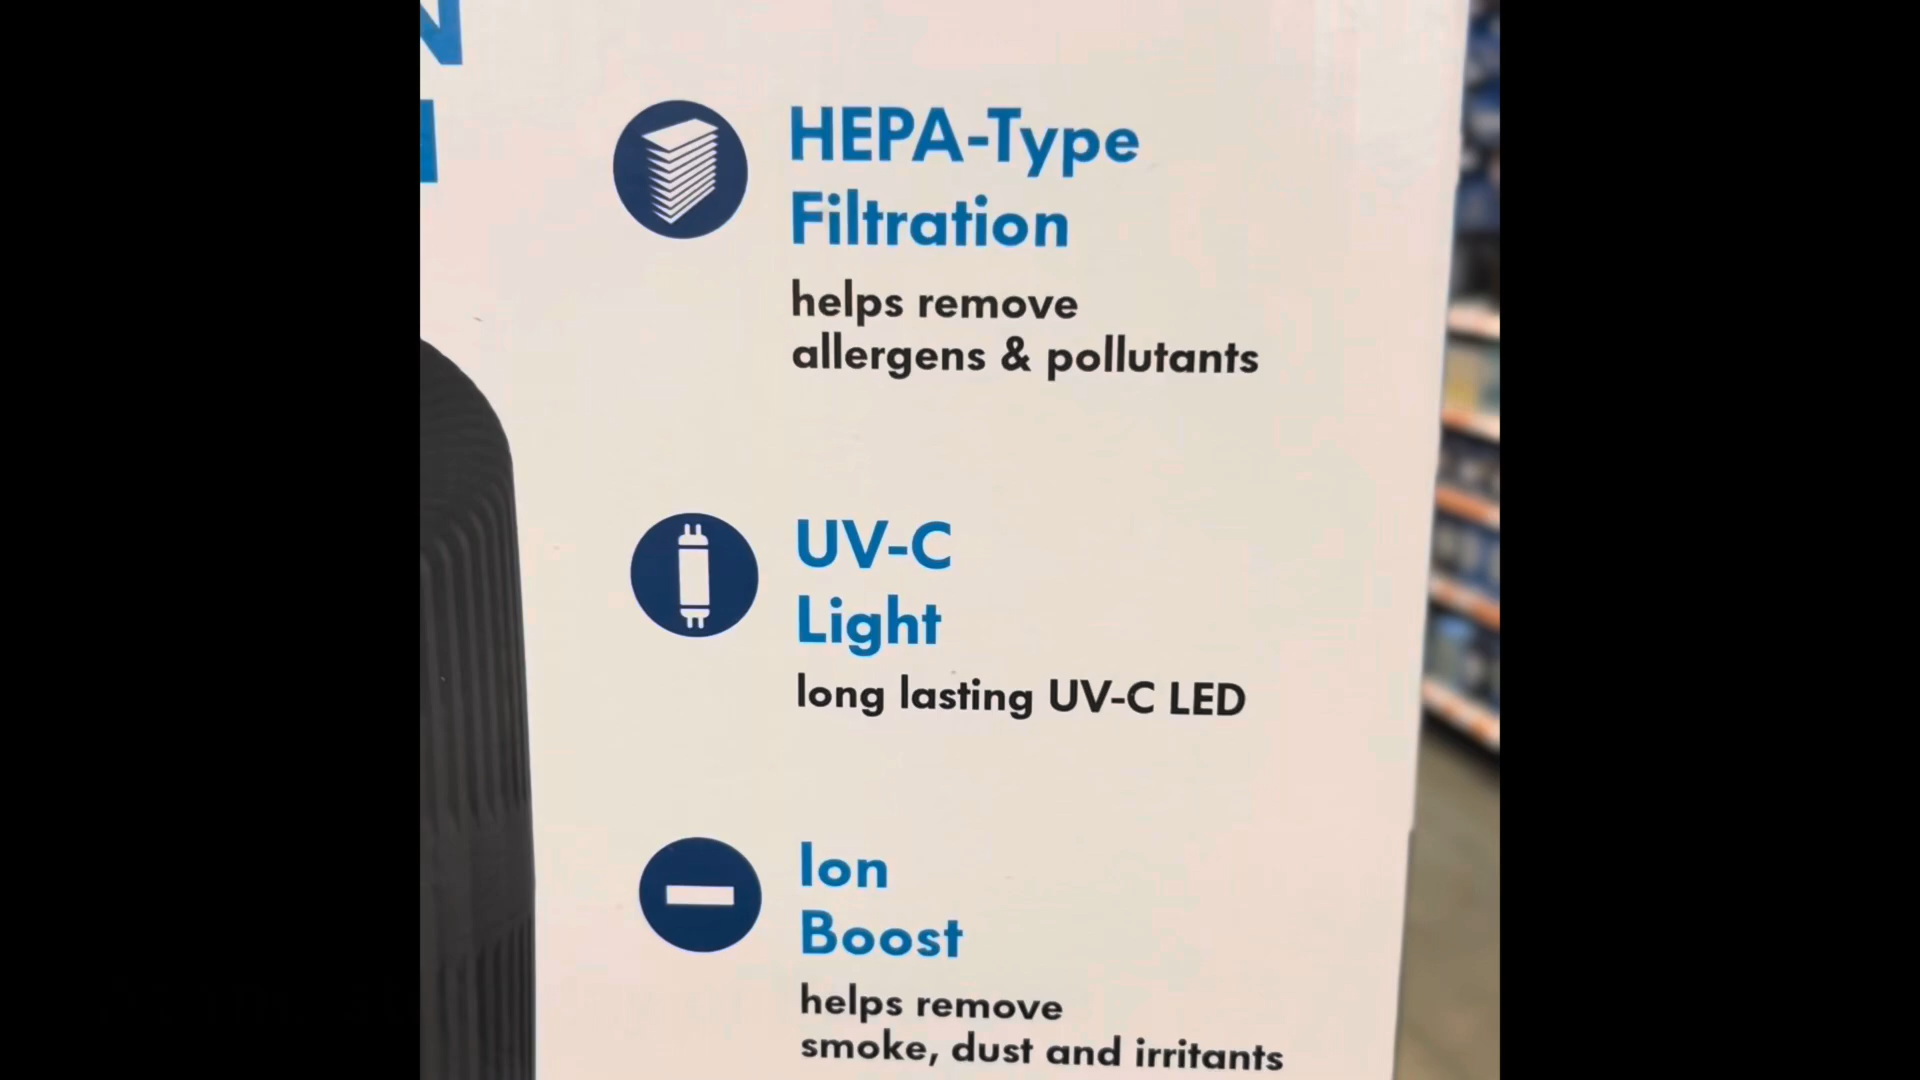 HEPA-Type
Filtration
helps remove
allergens & pollutants
UV-C
Light
long lasting UV-C LED
Ion
Boost
helps remove
smoke, dust and irritants